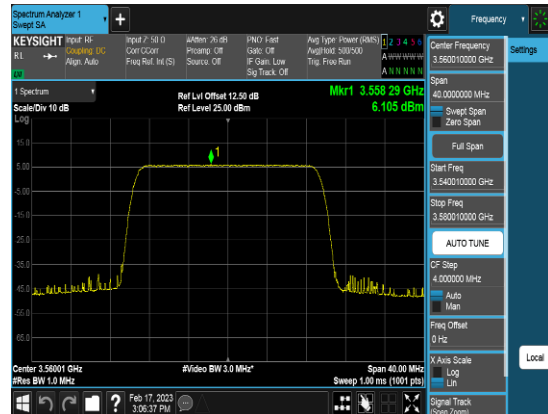 Spectrum Analyzer 1
Swept SA
+
Frequency
KEYSIGHT
Input: RF
Coupling: DC
Align: Auto
Input Z: 50 Ω
Corr CCorr
Freq Ref: Int (S)
#Atten: 26 dB
Preamp: Off
Source: Off
PNO: Fast
Gate: Off
IF Gain: Low
Sig Track: Off
Avg Type: Power (RMS)
Avg|Hold: 500/500
Trig: Free Run
1 2 3 4 5 6
A W W W W W
A N N N N N
RL
LU
1 Spectrum
Scale/Div 10 dB
Log
Ref Lvl Offset 12.50 dB
Ref Level 25.00 dBm
Mkr1 3.558 29 GHz
6.105 dBm
1
15.0
5.00
-5.00
-15.0
-25.0
-35.0
-45.0
-55.0
-65.0
Center 3.56001 GHz
#Res BW 1.0 MHz
#Video BW 3.0 MHz*
Span 40.00 MHz
Sweep 1.00 ms (1001 pts)
Feb 17, 2023
3:06:37 PM
Center Frequency
3.560010000 GHz
Span
40.0000000 MHz
Swept Span
Zero Span
Full Span
Start Freq
3.540010000 GHz
Stop Freq
3.580010000 GHz
AUTO TUNE
CF Step
4.000000 MHz
Auto
Man
Freq Offset
0 Hz
X Axis Scale
Log
Lin
Signal Track
(Span Zoom)
Settings
Local